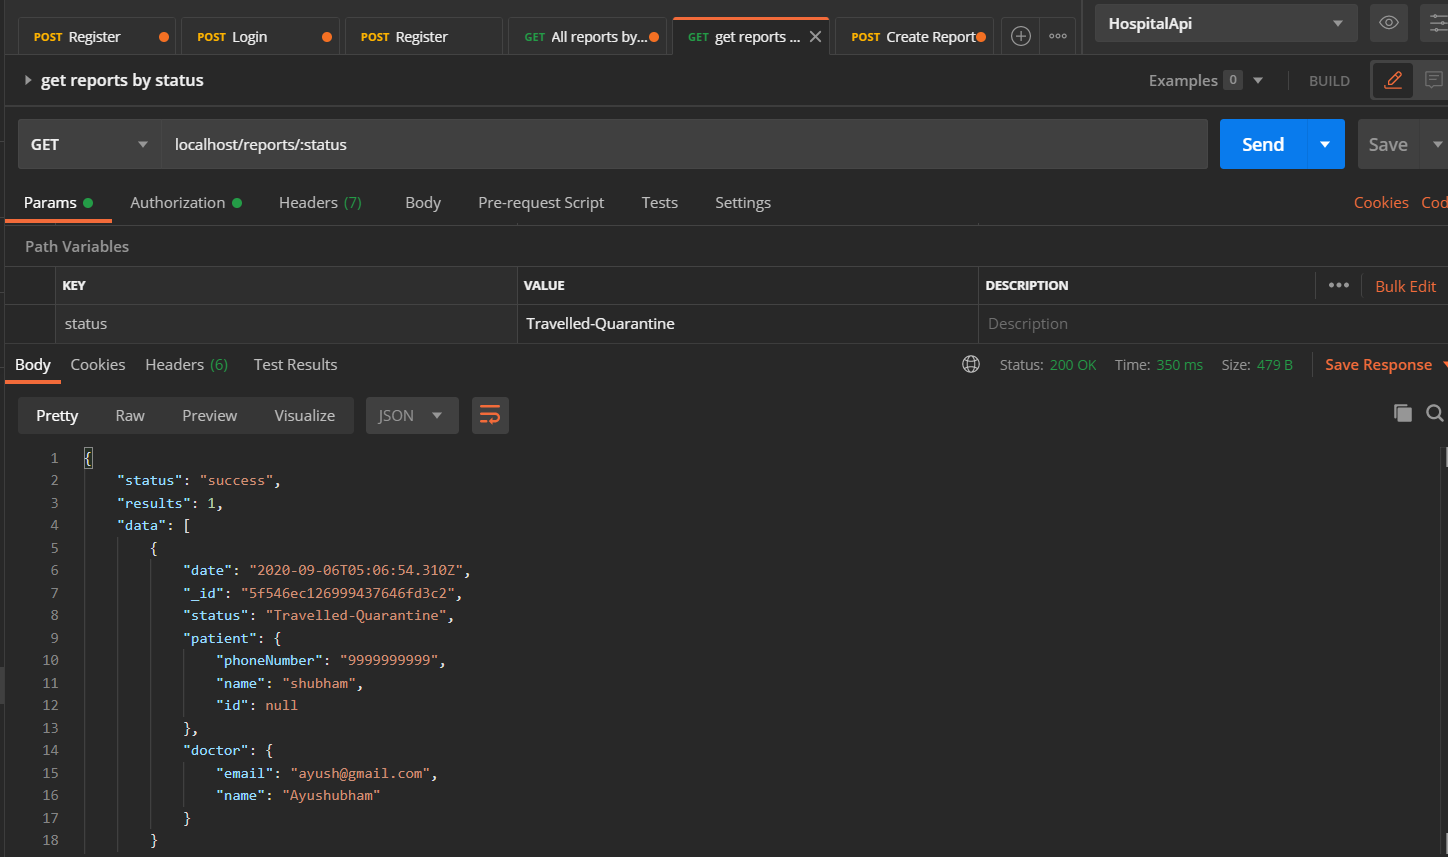 POST Register POST Login POST Register GET All reports by... GET get reports ... POST Create Report HospitalApi
get reports by status Examples 0 BUILD
GET localhost/reports/:status Send Save
Params Authorization Headers (7) Body Pre-request Script Tests Settings Cookies Cod
Path Variables
KEY VALUE DESCRIPTION Bulk Edit
status Travelled-Quarantine Description
Body Cookies Headers (6) Test Results Status: 200 OK Time: 350 ms Size: 479 B Save Response
Pretty Raw Preview Visualize JSON
1 {
2 "status": "success",
3 "results": 1,
4 "data": [
5 {
6 "date": "2020-09-06T05:06:54.310Z",
7 "_id": "5f546ec126999437646fd3c2",
8 "status": "Travelled-Quarantine",
9 "patient": {
10 "phoneNumber": "9999999999",
11 "name": "shubham",
12 "id": null
13 },
14 "doctor": {
15 "email": "ayush@gmail.com",
16 "name": "Ayushubham"
17 }
18 }